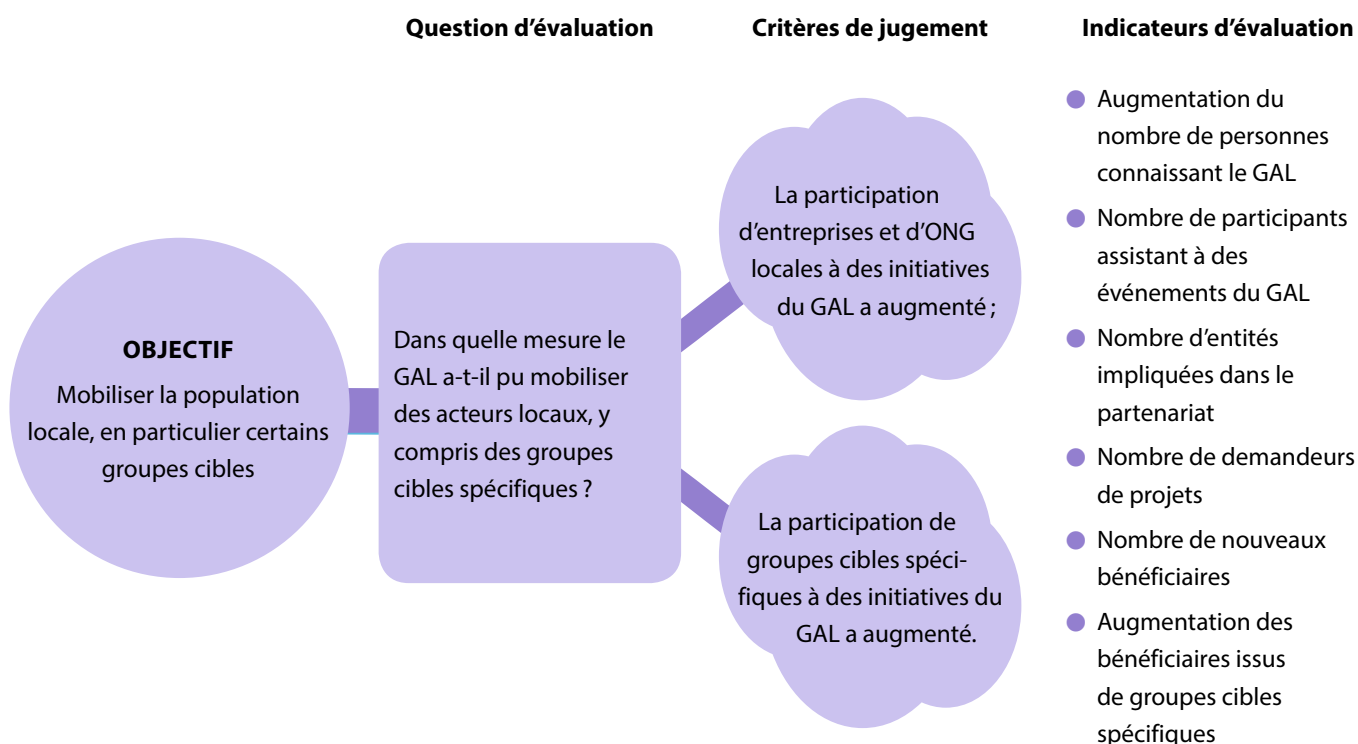 Question d’évaluation
Critères de jugement
Indicateurs d’évaluation
OBJECTIF
Mobiliser la population
locale, en particulier certains
groupes cibles
Dans quelle mesure le
GAL a-t-il pu mobiliser
des acteurs locaux, y
compris des groupes
cibles spécifiques ?
La participation
d’entreprises et d’ONG
locales à des initiatives
du GAL a augmenté ;
La participation de
groupes cibles spéci-
fiques à des initiatives du
GAL a augmenté.
Augmentation du
nombre de personnes
connaissant le GAL
Nombre de participants
assistant à des
événements du GAL
Nombre d’entités
impliquées dans le
partenariat
Nombre de demandeurs
de projets
Nombre de nouveaux
bénéficiaires
Augmentation des
bénéficiaires issus
de groupes cibles
spécifiques